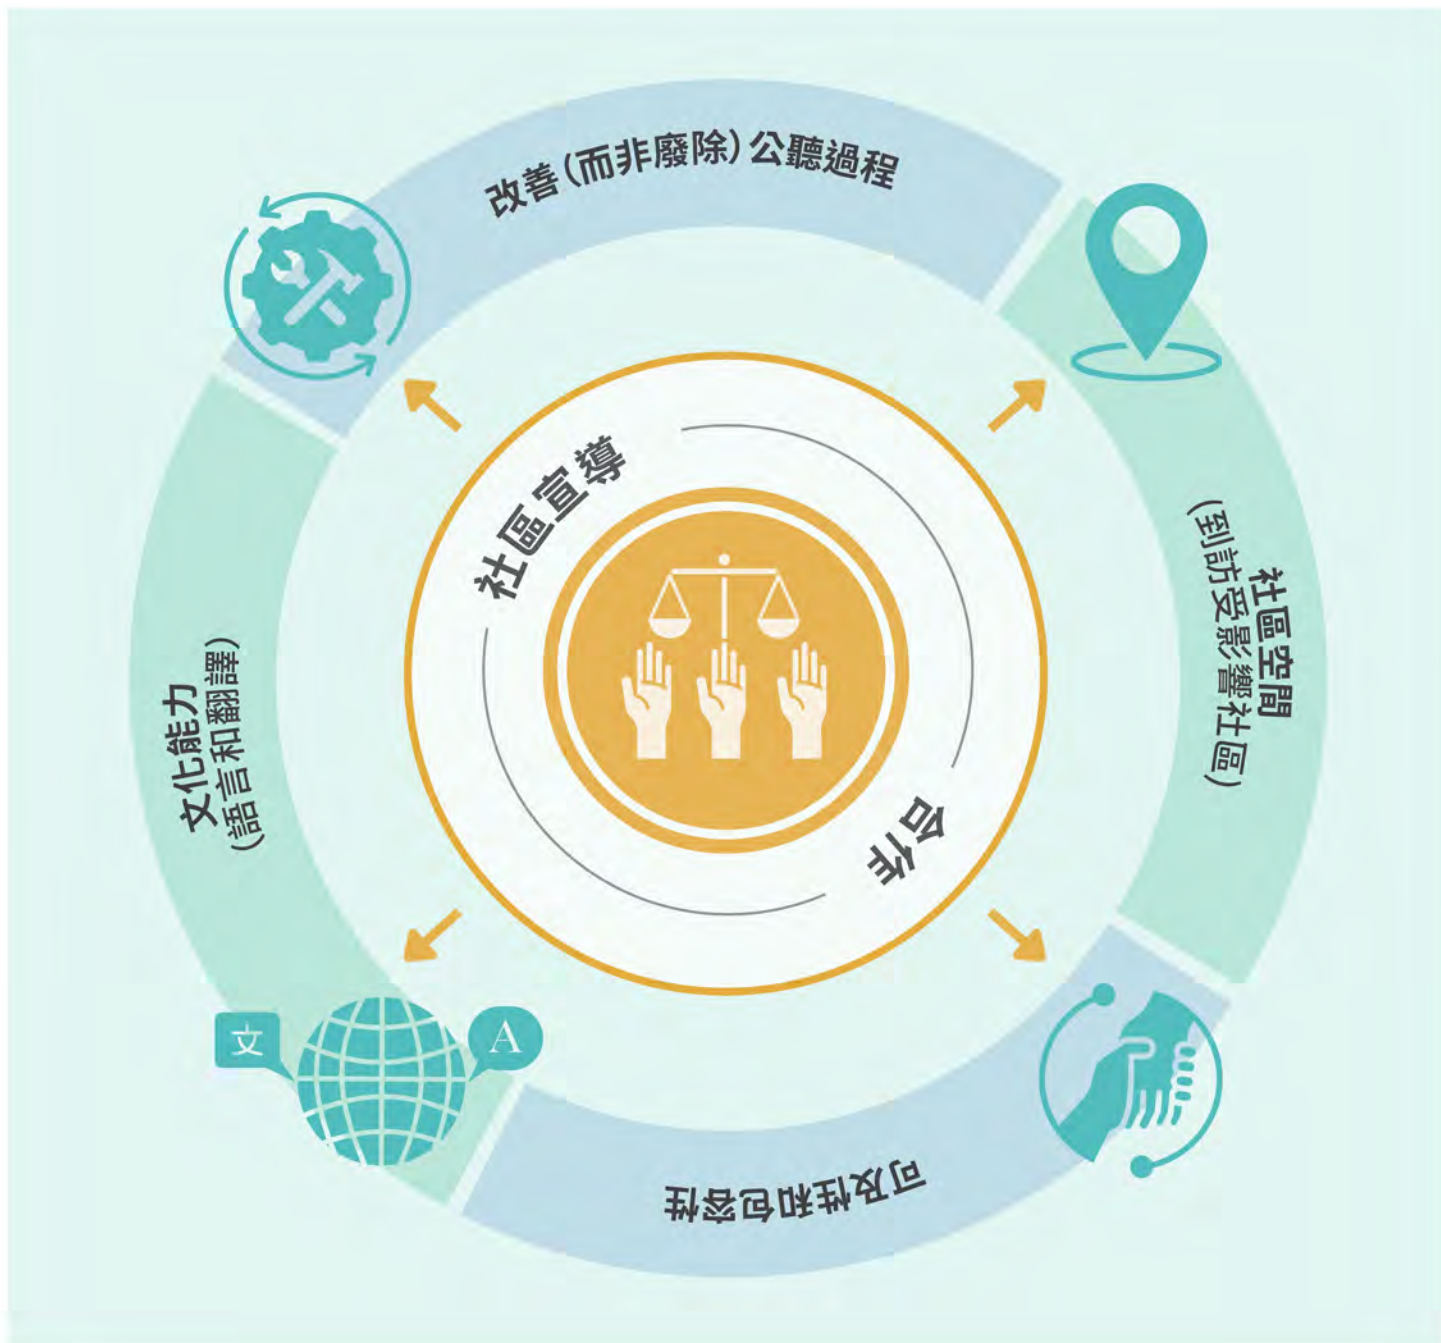 改善（而非廢除）公聽過程
社區空間
（到訪受影響社區）
可及性和包容性
文化能力
（語言和翻譯）
社區宣導
合作
文
A